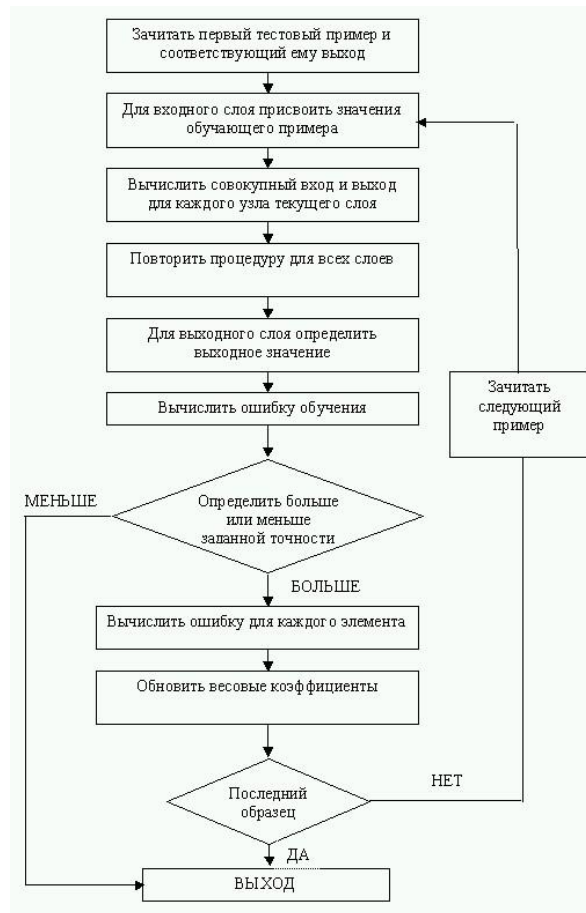 Зачитать первый тестовый пример и
соответствующий ему выход
Для входного слоя присвоить значения
обучающего примера
Вычислить совокупный вход и выход
для каждого узла текущего слоя
Повторить процедуру для всех слоев
Для выходного слоя определить
выходное значение
Вычислить ошибку обучения
Зачитать
следующий
пример
МЕНЬШЕ
Определить больше
или меньше
заданной точности
БОЛЬШЕ
Вычислить ошибку для каждого элемента
Обновить весовые коэффициенты
Последний
образец
НЕТ
ДА
ВЫХОД